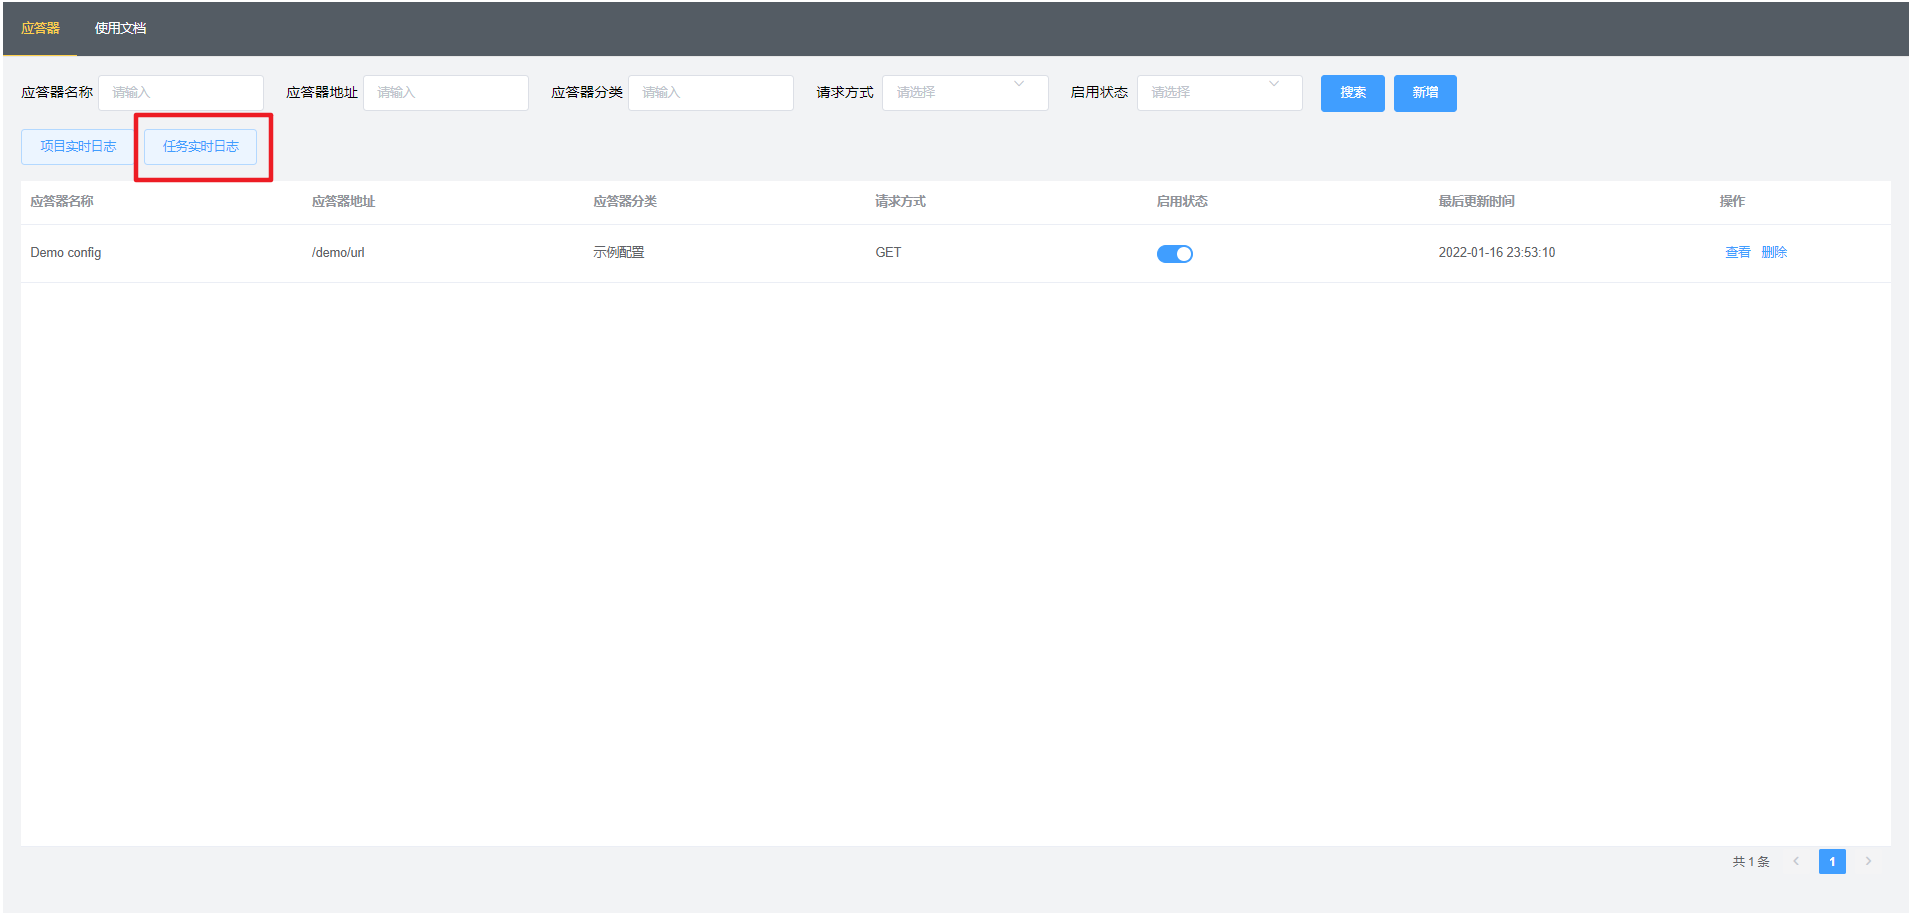 应答器 使用文档
应答器名称 请输入 应答器地址 请输入 应答器分类 请输入 请求方式 请选择 启用状态 请选择 搜索 新增
项目实时日志 任务实时日志
应答器名称 应答器地址 应答器分类 请求方式 启用状态 最后更新时间 操作
Demo config /demo/url 示例配置 GET 2022-01-16 23:53:10 查看 删除
共 1 条 1